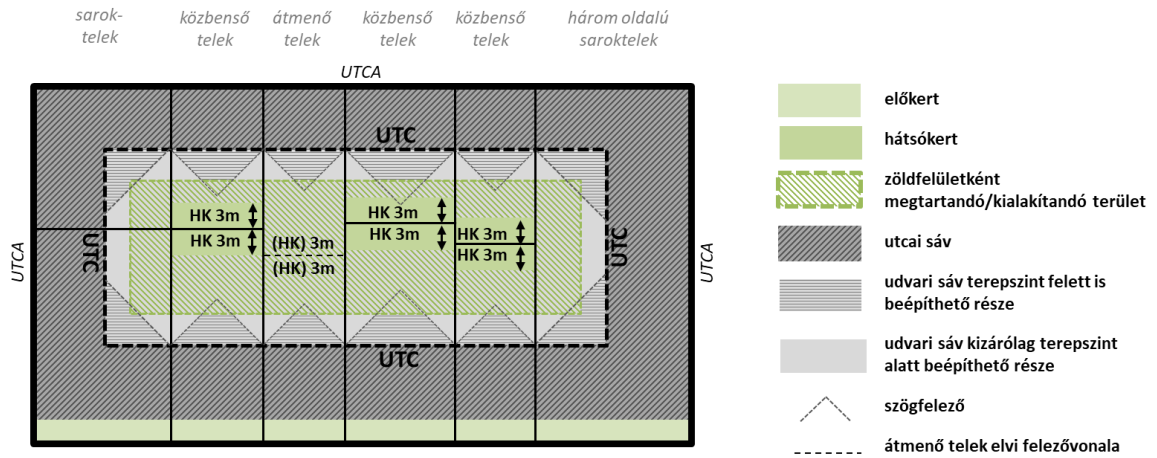 sarok-
telek
közbenső
telek
átmenő
telek
közbenső
telek
közbenső
telek
három oldalú
saroktelek
UTCA
UTC
HK 3m
HK 3m
(HK) 3m
(HK) 3m
HK 3m
HK 3m
HK 3m
HK 3m
UTC
UTC
UTCA
UTCA
UTC
előkert
hátsókert
zöldfelületként
megtartandó/kialakítandó terület
utcai sáv
udvari sáv terepszint felett is
beépíthető része
udvari sáv kizárólag terepszint
alatt beépíthető része
szögfelező
átmenő telek elvi felezővonala